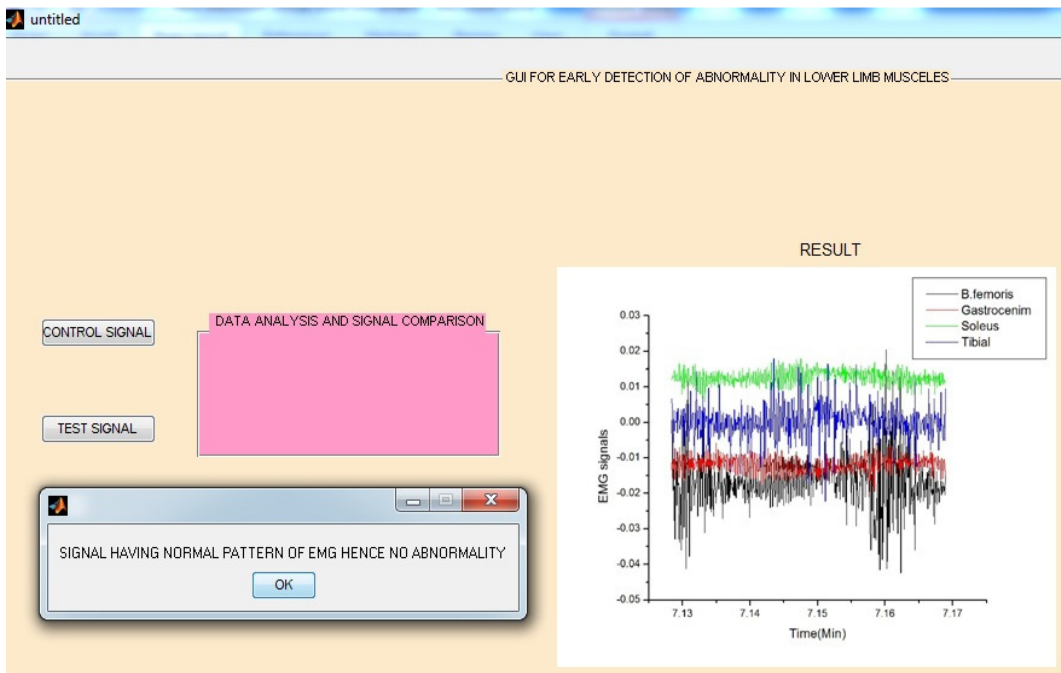 untitled
GUI FOR EARLY DETECTION OF ABNORMALITY IN LOWER LIMB MUSCELES
RESULT
CONTROL SIGNAL
DATA ANALYSIS AND SIGNAL COMPARISON
TEST SIGNAL
SIGNAL HAVING NORMAL PATTERN OF EMG HENCE NO ABNORMALITY
OK
B.femoris
Gastrocenim
Soleus
Tibial
0.03
0.02
0.01
0.00
-0.01
-0.02
-0.03
-0.04
-0.05
EMG signals
7.13 7.14 7.15 7.16 7.17
Time(Min)